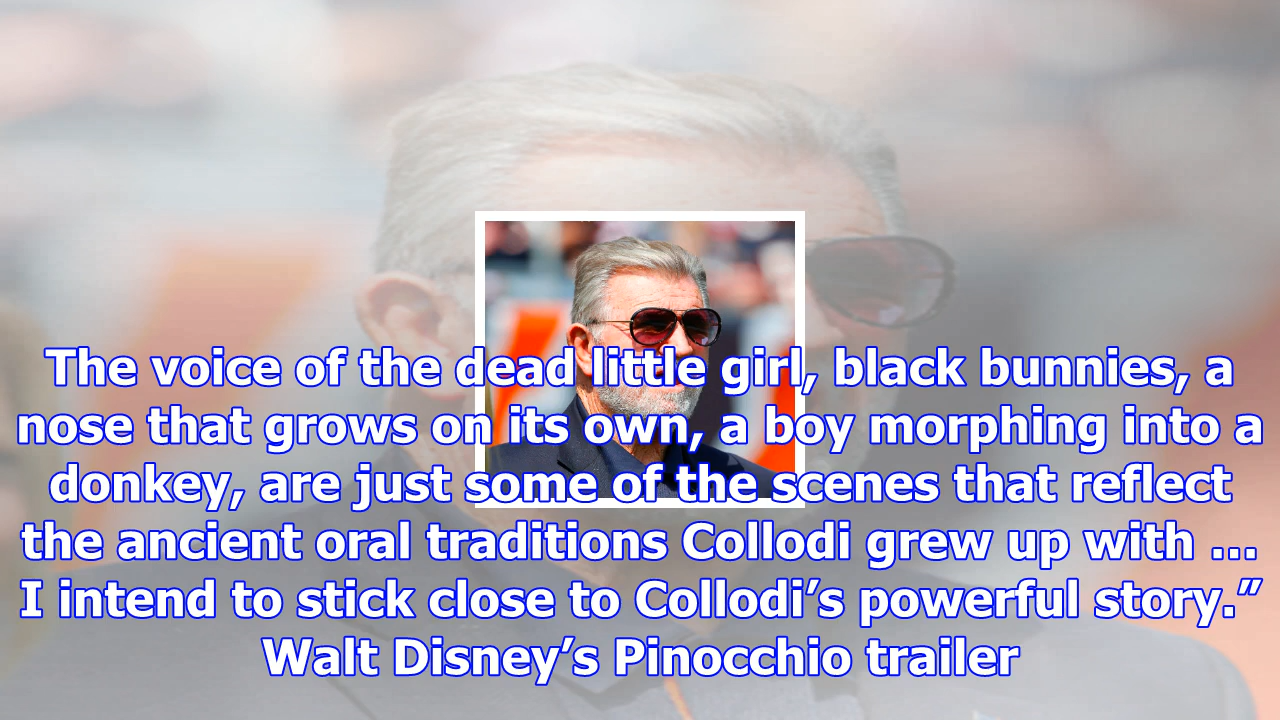 The voice of the dead little girl, black bunnies, a
nose that grows on its own, a boy morphing into a
donkey, are just some of the scenes that reflect
the ancient oral traditions Collodi grew up with ...
I intend to stick close to Collodi’s powerful story.”
Walt Disney’s Pinocchio trailer